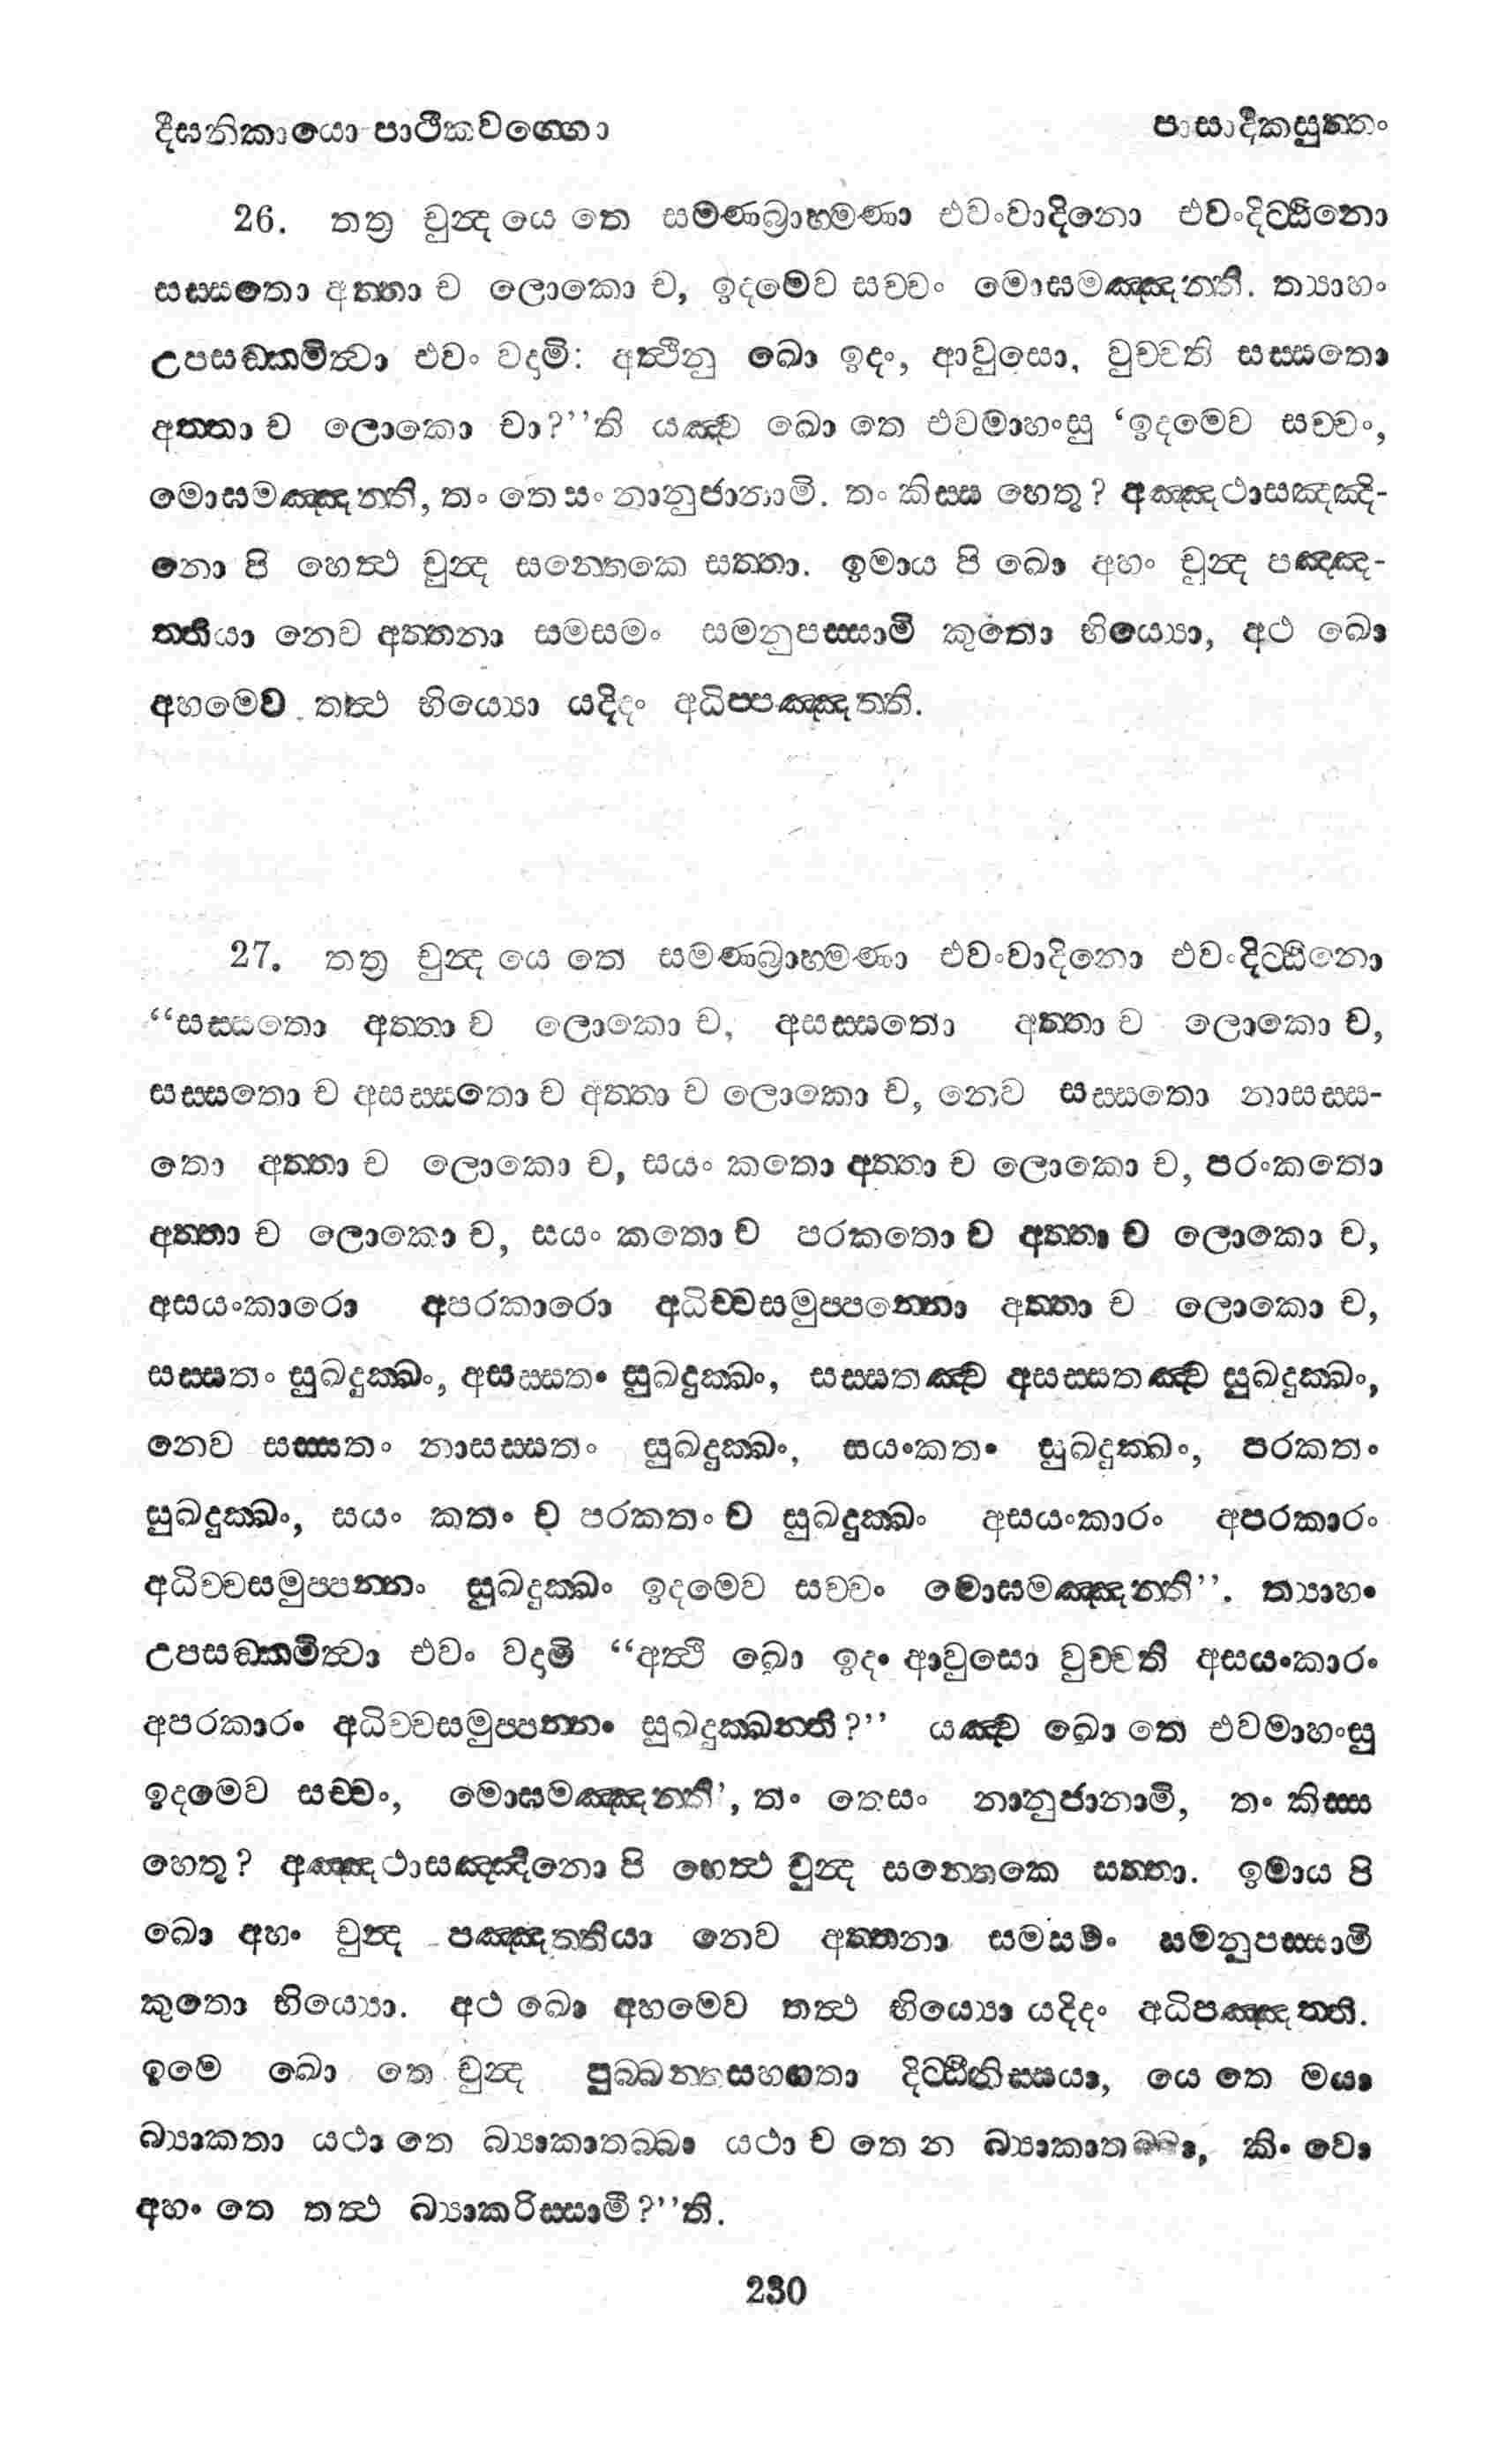 දීඝනිකායො-පාථිකවග්ගො
පාසාදිකසුත්තං
26. තත්‍ර චුන්ද යෙ තෙ සමණබ්‍රාහ්මණා එවංවාදිනො එවංදිට්ඨිනො
සස්සතො අත්තා ච ලොකො ච, ඉදමෙව සච්චං මොඝමඤ්ඤන්ති. ත්‍යාහං
උපසඞ්කමිත්වා එවං වදාමි: අත්ථිනු ඛො ඉදං, ආවුසො, වුච්චති සස්සතො
අත්තා ච ලොකො චා?’’ති යඤ්ච ඛො තෙ එවමාහංසු ‘ඉදමෙව සච්චං,
මොඝමඤ්ඤන්ති, තං තෙසං නානුජානාමි. තං කිස්ස හෙතු? අඤ්ඤථාසඤ්ඤි-
නො පි හෙත්ථ චුන්ද සන්තෙකෙ සත්තා. ඉමාය පි ඛො අහං චුන්ද පඤ්ඤ-
ත්තියා නෙව අත්තනා සමසමං සමනුපස්සාමි කුතො භිය්‍යො, අථ ඛො
අහමෙව තත්ථ භිය්‍යො යදිදං අධිප්පඤ්ඤත්ති.
27. තත්‍ර චුන්ද යෙ තෙ සමණබ්‍රාහ්මණා එවංවාදිනො එවංදිට්ඨිනො
‘‘සස්සතො අත්තා ච ලොකො ච, අසස්සතො අත්තා ච ලොකො ච,
සස්සතො ච අසස්සතො ච අත්තා ච ලොකො ච, නෙව සස්සතො නාසස්ස-
තො අත්තා ච ලොකො ච, සයං කතො අත්තා ච ලොකො ච, පරංකතො
අත්තා ච ලොකො ච, සයං කතො ච පරකතො ච අත්තා ච ලොකො ච,
අසයංකාරො අපරකාරො අධිච්චසමුප්පන්නො අත්තා ච ලොකො ච,
සස්සතං සුඛදුක්ඛං, අසස්සතං සුඛදුක්ඛං, සස්සතඤ්ච අසස්සතඤ්ච සුඛදුක්ඛං,
නෙව සස්සතං නාසස්සතං සුඛදුක්ඛං, සයංකතං සුඛදුක්ඛං, පරකතං
සුඛදුක්ඛං, සයං කතං ච පරකතං ච සුඛදුක්ඛං අසයංකාරං අපරකාරං
අධිච්චසමුප්පන්නං සුඛදුක්ඛං ඉදමෙව සච්චං මොඝමඤ්ඤන්ති’’. ත්‍යාහං
උපසඞ්කමිත්වා එවං වදාමි ‘‘අත්ථි ඛො ඉදං ආවුසො වුච්චති අසයංකාරං
අපරකාරං අධිච්චසමුප්පන්නං සුඛදුක්ඛන්ති?’’ යඤ්ච ඛො තෙ එවමාහංසු
ඉදමෙව සච්චං, මොඝමඤ්ඤන්ති’, තං තෙසං නානුජානාමි, තං කිස්ස
හෙතු? අඤ්ඤථාසඤ්ඤිනො පි හෙත්ථ චුන්ද සන්තෙකෙ සත්තා. ඉමාය පි
ඛො අහං චුන්ද පඤ්ඤත්තියා නෙව අත්තනා සමසමං සමනුපස්සාමි
කුතො භිය්‍යො. අථ ඛො අහමෙව තත්ථ භිය්‍යො යදිදං අධිපඤ්ඤත්ති.
ඉමෙ ඛො තෙ චුන්ද පුබ්බන්තසහගතා දිට්ඨිනිස්සයා, යෙ තෙ මයා
බ්‍යාකතා යථා තෙ බ්‍යාකාතබ්බා යථා ච තෙ න බ්‍යාකාතබ්බා, කිං වො
අහං තෙ තත්ථ බ්‍යාකරිස්සාමි?’’ති.
230